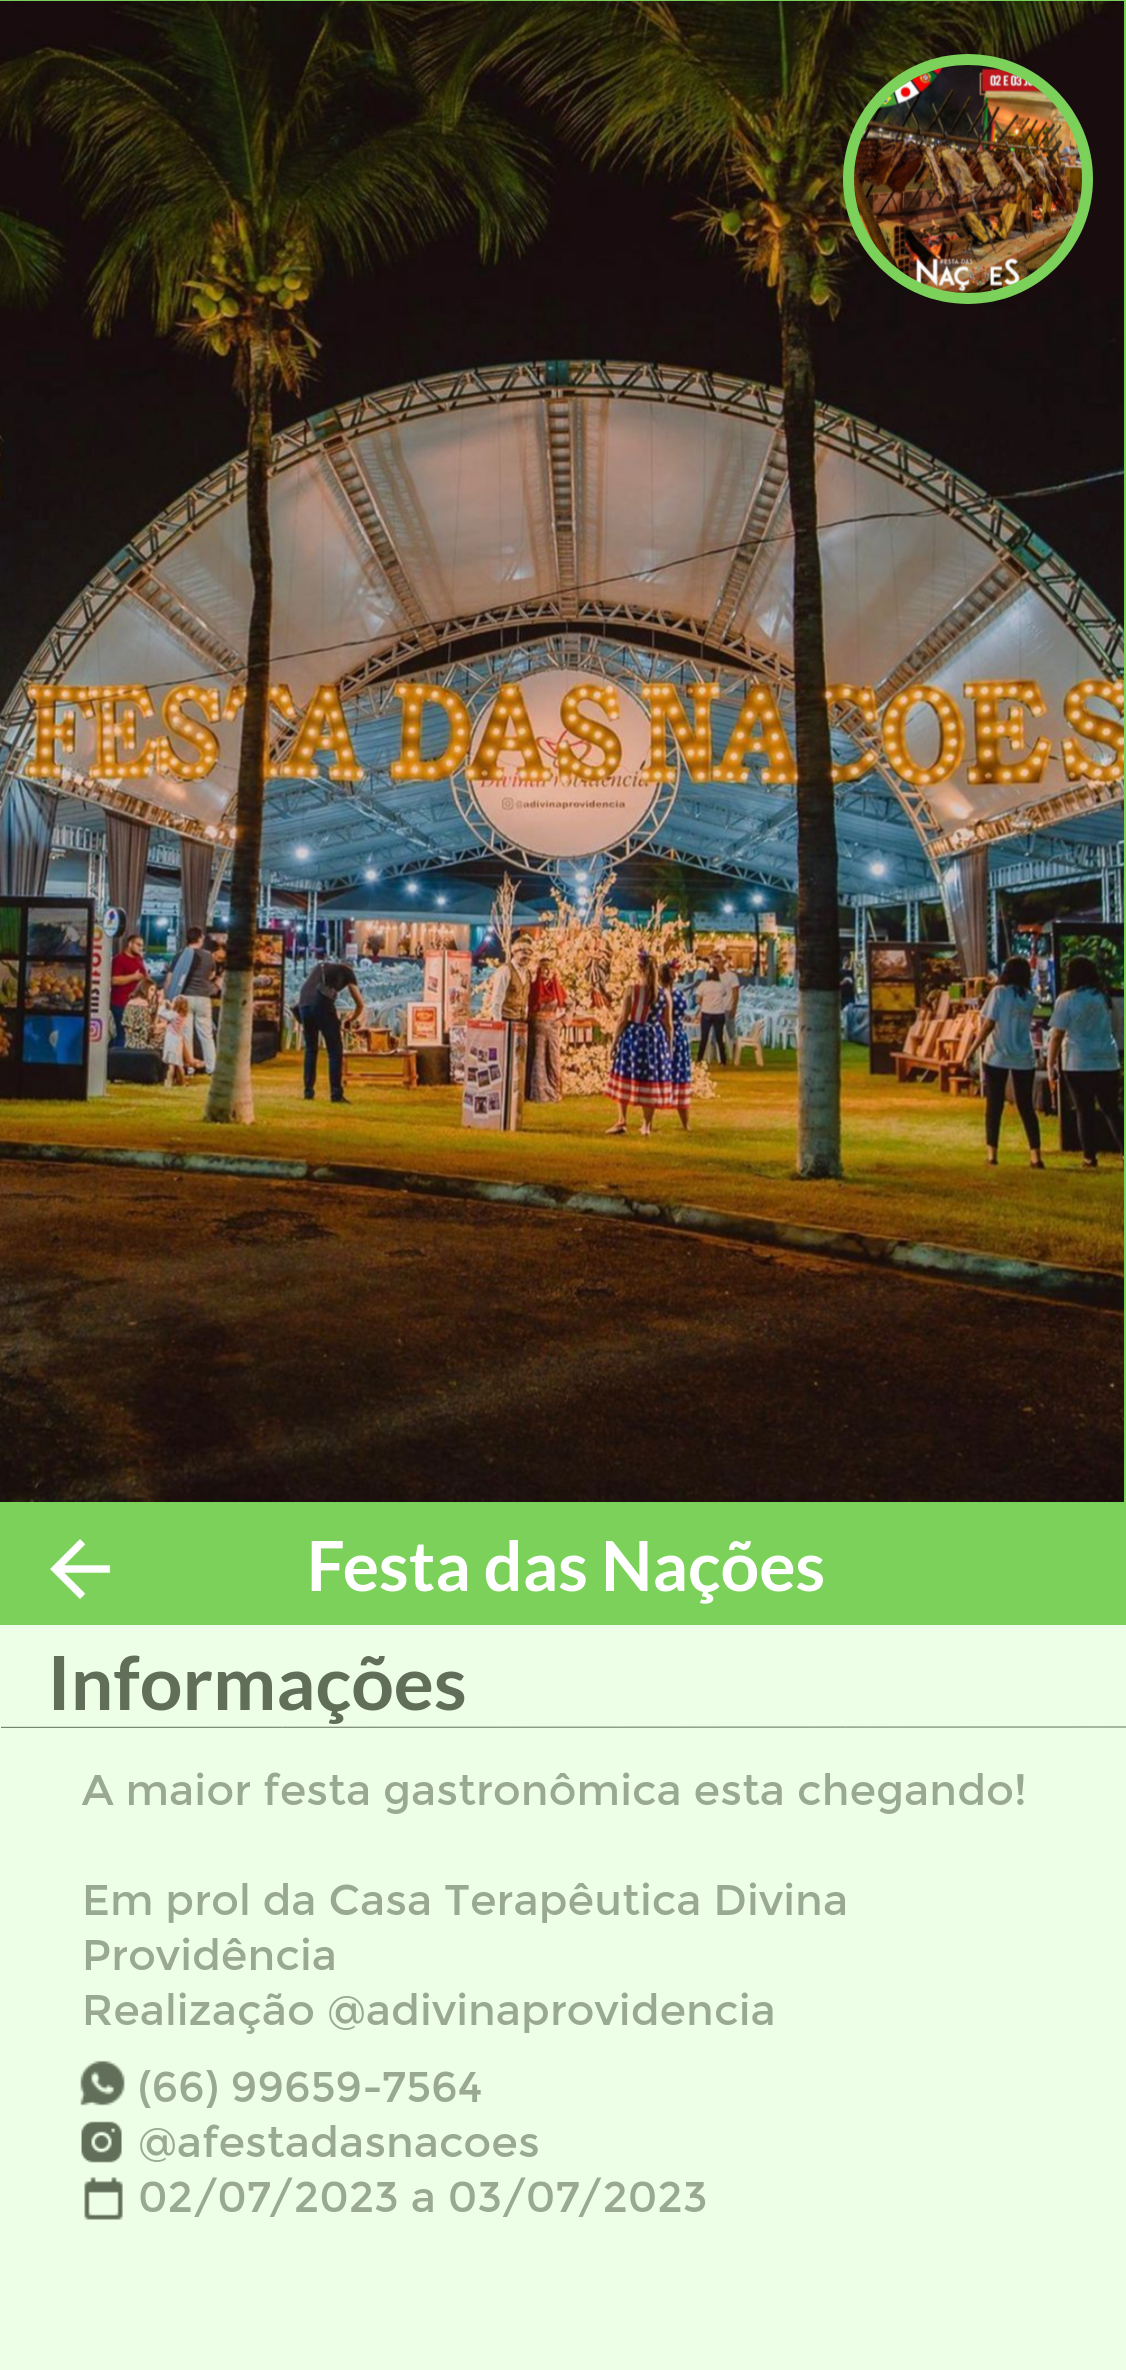 02 E 03
FESTA DAS
NAÇ ES
FESTA DAS NACOES
DivinaProvidencia
@adivinaprovidencia
Festa das Nações
Informações
A maior festa gastronômica esta chegando!
Em prol da Casa Terapêutica Divina
Providência
Realização @adivinaprovidencia
(66) 99659-7564
@afestadasnacoes
02/07/2023 a 03/07/2023